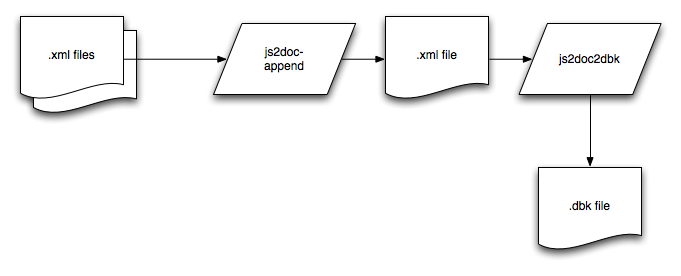 .xml files
js2doc-
append
.xml file
js2doc2dbk
.dbk file